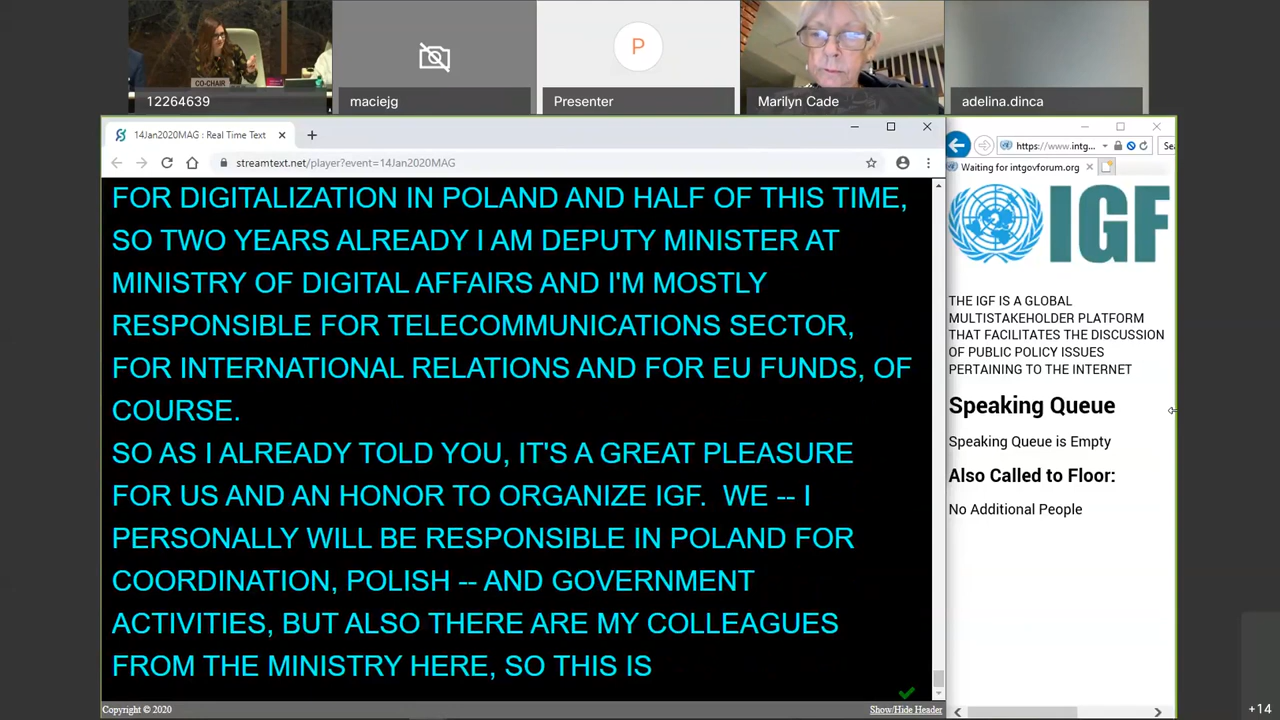 CO-CHAIR
12264639
maciejg
P
Presenter
Marilyn Cade
adelina.dinca
14Jan2020MAG : Real Time Text
streamtext.net/player?event=14Jan2020MAG
FOR DIGITALIZATION IN POLAND AND HALF OF THIS TIME,
SO TWO YEARS ALREADY I AM DEPUTY MINISTER AT
MINISTRY OF DIGITAL AFFAIRS AND I'M MOSTLY
RESPONSIBLE FOR TELECOMMUNICATIONS SECTOR,
FOR INTERNATIONAL RELATIONS AND FOR EU FUNDS, OF
COURSE.
SO AS I ALREADY TOLD YOU, IT'S A GREAT PLEASURE
FOR US AND AN HONOR TO ORGANIZE IGF.  WE -- I
PERSONALLY WILL BE RESPONSIBLE IN POLAND FOR
COORDINATION, POLISH -- AND GOVERNMENT
ACTIVITIES, BUT ALSO THERE ARE MY COLLEAGUES
FROM THE MINISTRY HERE, SO THIS IS
Copyright © 2020
Show/Hide Header
https://www.intg...
Sea
Waiting for intgovforum.org
IGF
THE IGF IS A GLOBAL
MULTISTAKEHOLDER PLATFORM
THAT FACILITATES THE DISCUSSION
OF PUBLIC POLICY ISSUES
PERTAINING TO THE INTERNET
Speaking Queue
Speaking Queue is Empty
Also Called to Floor:
No Additional People
+14